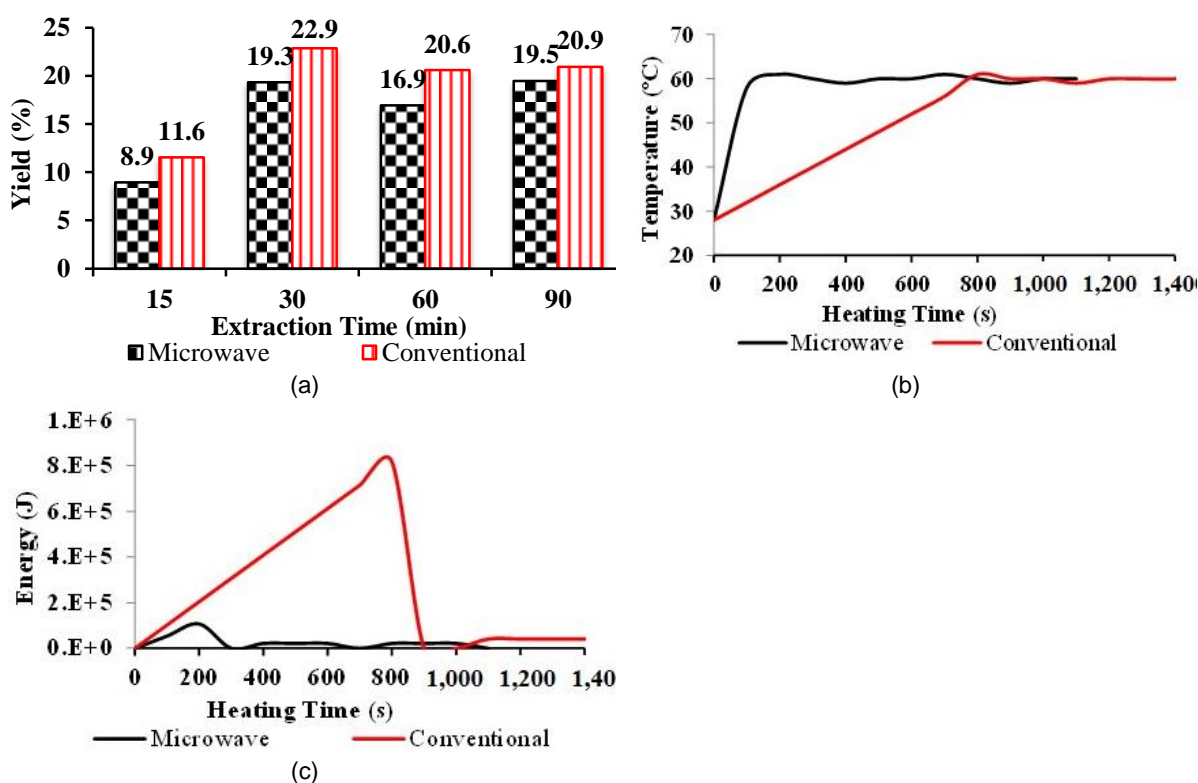 25
20
15
10
5
0
Yield (%)
8.9
11.6
19.3
22.9
16.9
20.6
19.5
20.9
15
30
60
90
Extraction Time (min)
Microwave
Conventional
(a)
70
60
50
40
30
20
Temperature (°C)
0
200
400
600
800
1,000
1,200
1,40
Heating Time (s)
Microwave
Conventional
(b)
1.E+6
8.E+5
6.E+5
4.E+5
2.E+5
0.E+0
Energy (J)
0
200
400
600
800
1,000
1,200
1,40
Heating Time (s)
Microwave
Conventional
(c)